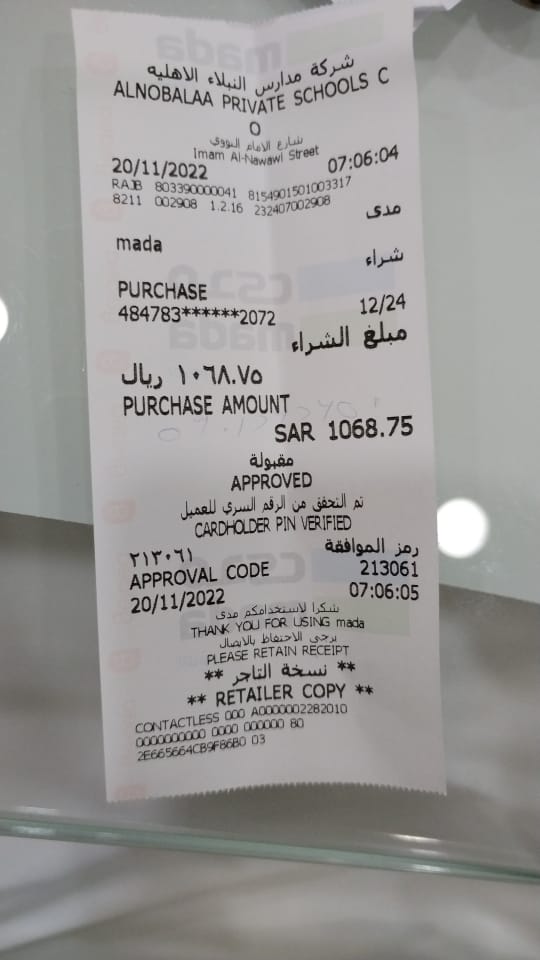 شركة مدارس النبلاء الاهليه
ALNOBALAA PRIVATE SCHOOLS C
O
شارع الامام النووي
Imam Al-Nawawi Street
20/11/2022 07:06:04
RAJB 803390000041 8154901501003317
8211 002908 1.2.16 232407002908
مدى
mada
شراء
PURCHASE
484783******2072 12/24
مبلغ الشراء
١٠٦٨.٧٥ ريال
PURCHASE AMOUNT
SAR 1068.75
مقبولة
APPROVED
تم التحقق من الرقم السري للعميل
CARDHOLDER PIN VERIFIED
رمز الموافقة ٢١٣٠٦١
APPROVAL CODE 213061
20/11/2022 07:06:05
شكرا لاستخدامكم مدى
THANK YOU FOR USING mada
يرجى الاحتفاظ بالايصال
PLEASE RETAIN RECEIPT
** نسخة التاجر **
** RETAILER COPY **
CONTACTLESS 000 A0000002282010
0000000000 0000 000000 80
2E665664CB9F86B0 03